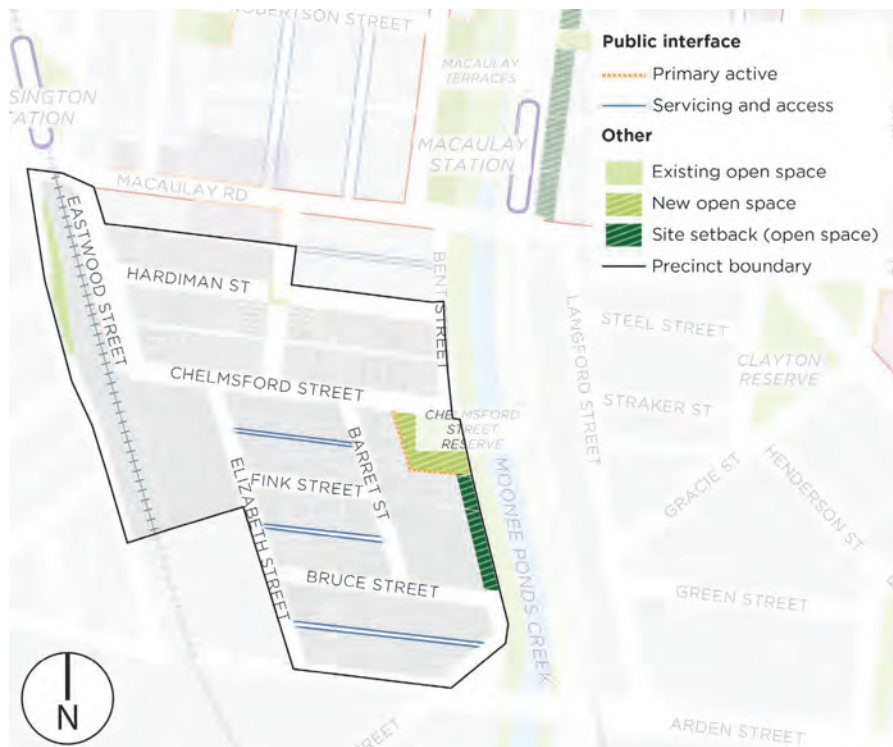 ROBERTSON STREET
MACAULAY
TERRACES
SINGTON
STATION
MACAULAY
STATION
MACAULAY RD
EASTWOOD STREET
HARDIMAN ST
BENT STREET
CHELMSFORD STREET
CHELMSFORD
STREET
RESERVE
BARRET ST
FINK STREET
ELIZABETH STREET
BRUCE STREET
MOONEE PONDS CREEK
LANGFORD STREET
STEEL STREET
CLAYTON
RESERVE
STRAKER ST
GRACIE ST
HENDERSON ST
GREEN STREET
ARDEN STREET
N
Public interface
Primary active
Servicing and access
Other
Existing open space
New open space
Site setback (open space)
Precinct boundary